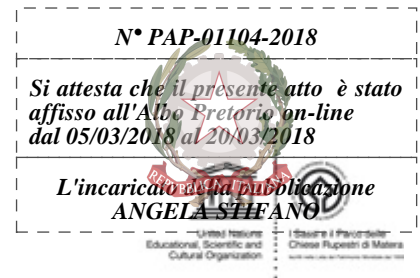 N° PAP-01104-2018
Si attesta che il presente atto è stato
affisso all'Albo Pretorio on-line
dal 05/03/2018 al 20/03/2018
L'incaricato della pubblicazione
ANGELA STIFANO
REPVBBLICA ITALIANA
United Nations
Educational, Scientific and
Cultural Organization
I Sassi e il Parco delle
Chiese Rupestri di Matera